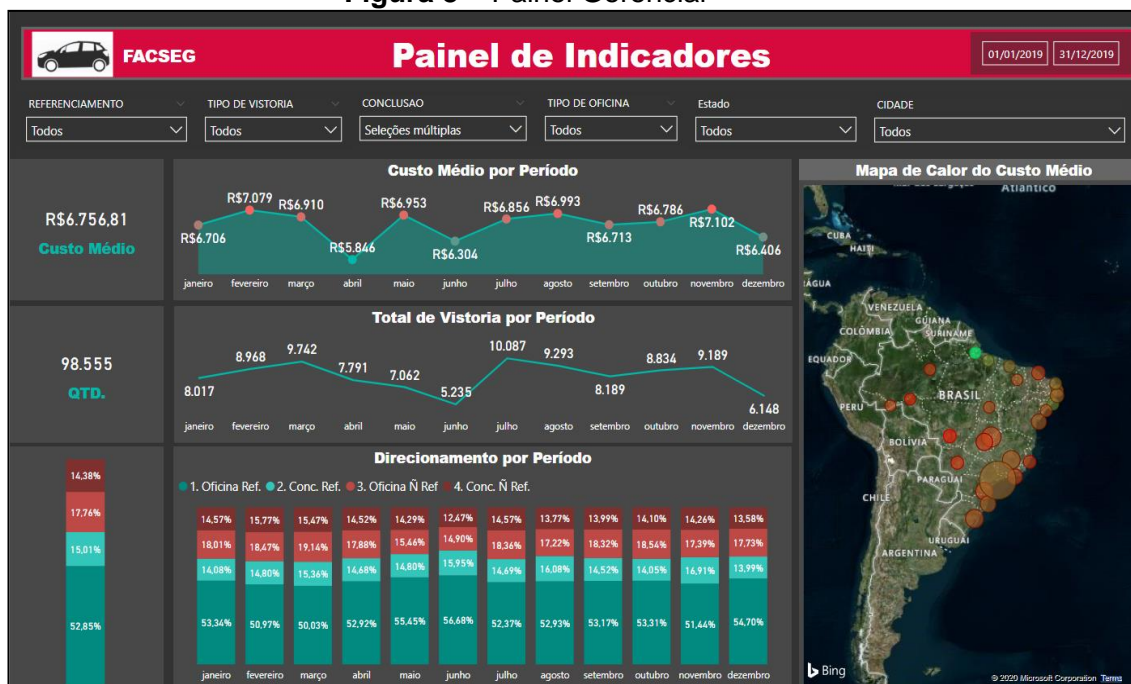 Figura 3 – Painel Gerencial
FACSEG
Painel de Indicadores
01/01/2019 31/12/2019
REFERENCIAMENTO TIPO DE VISTORIA CONCLUSAO TIPO DE OFICINA Estado CIDADE
Todos Todos Seleções múltiplas Todos Todos Todos
R$6.756,81
Custo Médio
Custo Médio por Período
R$6.706 R$7.079 R$6.910 R$5.846 R$6.953 R$6.304 R$6.856 R$6.993 R$6.713 R$6.786 R$7.102 R$6.406
janeiro fevereiro março abril maio junho julho agosto setembro outubro novembro dezembro
98.555
QTD.
Total de Vistoria por Período
8.017 8.968 9.742 7.791 7.062 5.235 10.087 9.293 8.189 8.834 9.189 6.148
janeiro fevereiro março abril maio junho julho agosto setembro outubro novembro dezembro
14,38%
17,76%
15,01%
52,85%
Direcionamento por Período
1. Oficina Ref. 2. Conc. Ref. 3. Oficina Ñ Ref 4. Conc. Ñ Ref.
14,57% 15,77% 15,47% 14,52% 14,29% 12,47% 14,57% 13,77% 13,99% 14,10% 14,26% 13,58%
18,01% 18,47% 19,14% 17,88% 15,46% 14,90% 18,36% 17,22% 18,32% 18,54% 17,39% 17,73%
14,08% 14,80% 15,36% 14,68% 14,80% 15,95% 14,69% 16,08% 14,52% 14,05% 16,91% 13,99%
53,34% 50,97% 50,03% 52,92% 55,45% 56,68% 52,37% 52,93% 53,17% 53,31% 51,44% 54,70%
janeiro fevereiro março abril maio junho julho agosto setembro outubro novembro dezembro
Mapa de Calor do Custo Médio
Atlântico
CUBA
HAITI
ÁGUA
VENEZUELA
GUIANA
COLÔMBIA
SURINAME
EQUADOR
BRASIL
PERU
BOLÍVIA
PARAGUAI
CHILE
URUGUAI
ARGENTINA
Bing
© 2020 Microsoft Corporation Terms